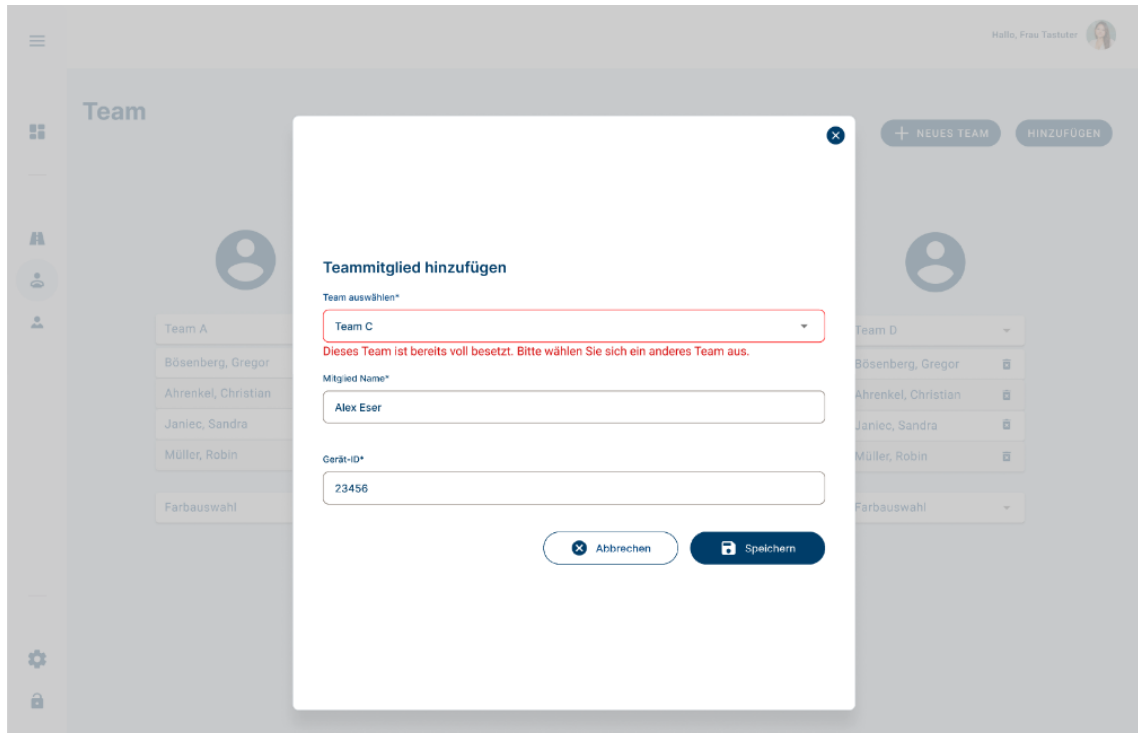 Hallo, Frau Tastuter
Team
NEUES TEAM
HINZUFÜGEN
Teammitglied hinzufügen
Team auswählen*
Team C
Dieses Team ist bereits voll besetzt. Bitte wählen Sie sich ein anderes Team aus.
Mitglied Name*
Alex Eser
Gerät-ID*
23456
Abbrechen
Speichern
Team A
Bösenberg, Gregor
Ahrenkel, Christian
Janiec, Sandra
Müller, Robin
Farbauswahl
Team D
Bösenberg, Gregor
Ahrenkel, Christian
Janiec, Sandra
Müller, Robin
Farbauswahl